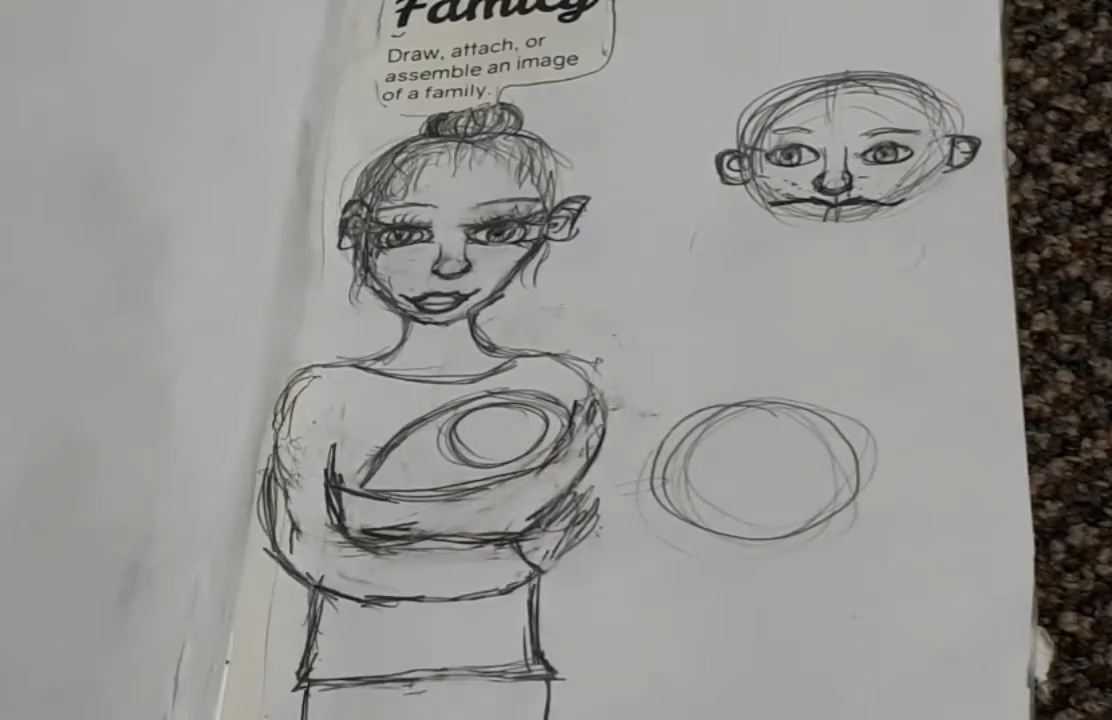 Family
Draw, attach, or
assemble an image
of a family.